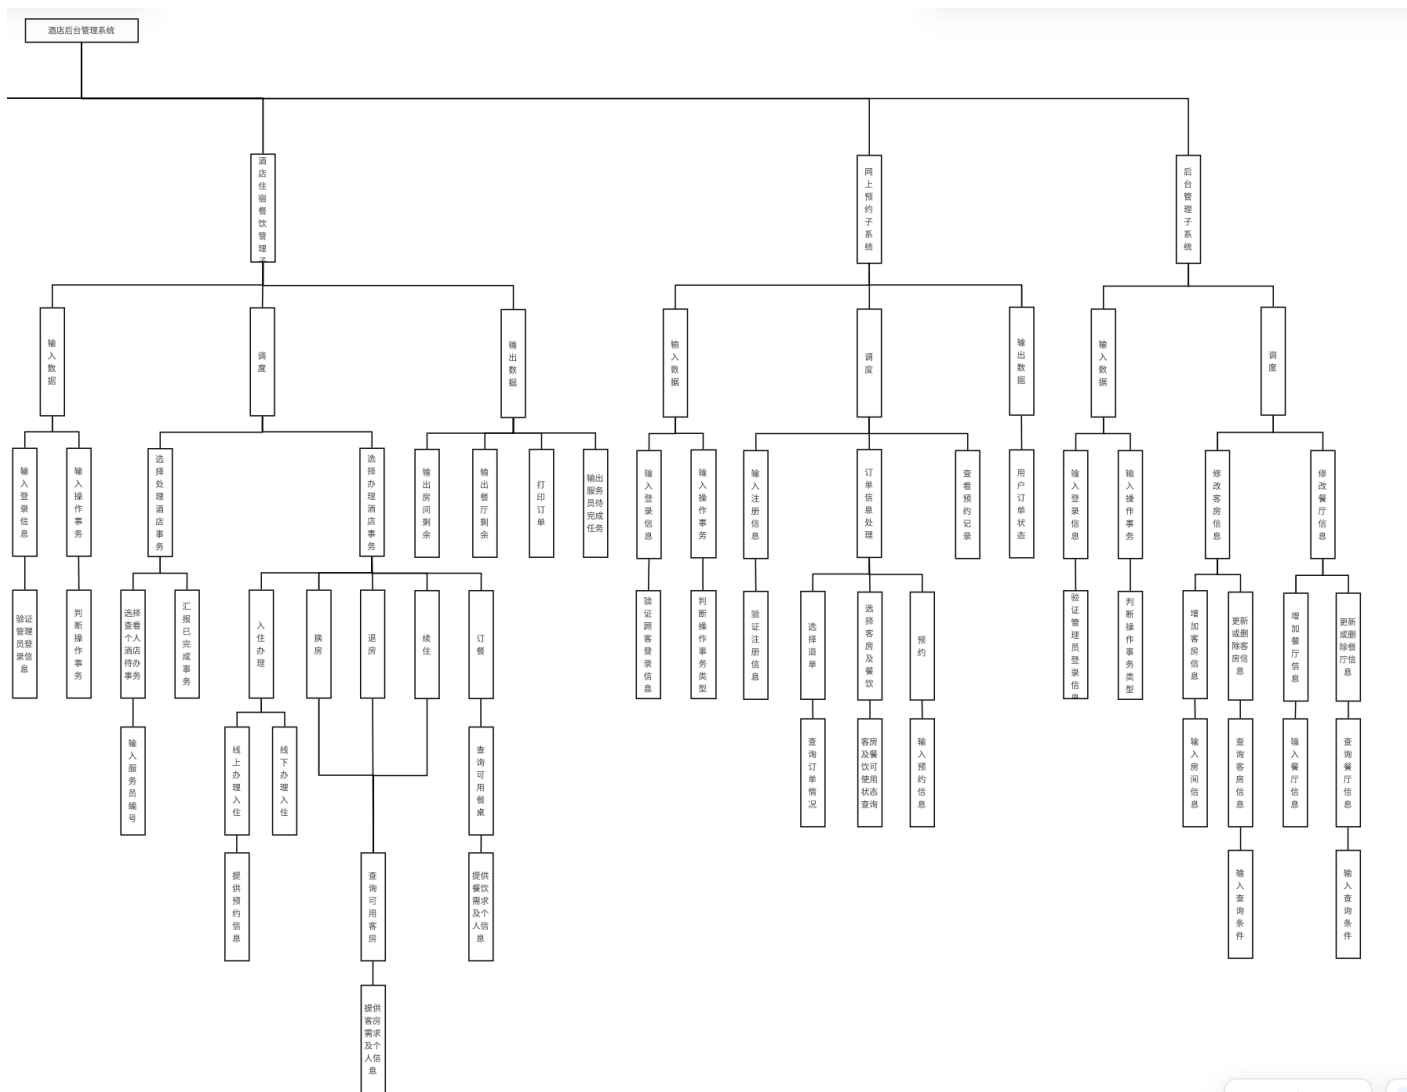 酒店后台管理系统
酒店住宿餐饮管理子
网上预约子系统
后台管理子系统
输入数据
调度
输出数据
输入数据
调度
输出数据
输入数据
调度
输入登录信息
输入操作事务
选择处理酒店事务
选择办理酒店事务
输出房间剩余
输出餐厅剩余
打印订单
输出
服务
员待
完成
任务
输入登录信息
输入操作事务
输入注册信息
订单信息处理
查看预约记录
用户订单状态
输入登录信息
输入操作事务
修改客房信息
修改餐厅信息
验证
管理
员登
录信
息
判断操作事务
选择
查看
个人
酒店
待办
事务
汇报已完成事务
入住办理
换房
退房
续住
订餐
验证顾客登录信息
判断操作事务类型
验证注册信息
选择退单
选择客房及餐饮
预约
验证管理员登录信息
判断操作事务类型
增加客房信息
更新
或删
除客
房信
息
增加餐厅信息
更新
或删
除餐
厅信
息
输入服务员编号
线上办理入住
线下办理入住
查询可用餐桌
查询订单情况
客房
及餐
饮可
使用
状态
查询
输入预约信息
输入房间信息
查询客房信息
输入餐厅信息
查询餐厅信息
提供预约信息
查询可用客房
提供
餐饮
需求
及个
人信
息
输入查询条件
输入查询条件
提供
客房
需求
及个
人信
息